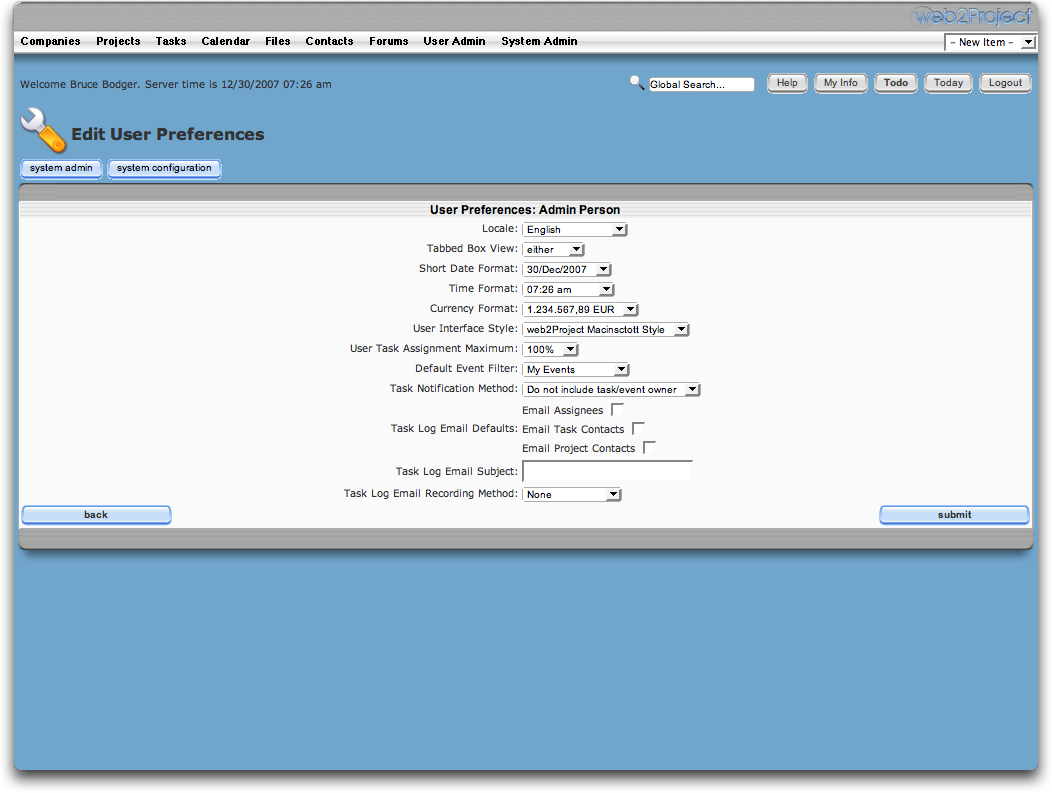 web2Project
Companies Projects Tasks Calendar Files Contacts Forums User Admin System Admin - New Item -
Welcome Bruce Bodger. Server time is 12/30/2007 07:26 am Global Search... Help My Info Todo Today Logout
Edit User Preferences
system admin system configuration
User Preferences: Admin Person
Locale: English
Tabbed Box View: either
Short Date Format: 30/Dec/2007
Time Format: 07:26 am
Currency Format: 1.234.567,89 EUR
User Interface Style: web2Project Macinsctott Style
User Task Assignment Maximum: 100%
Default Event Filter: My Events
Task Notification Method: Do not include task/event owner
Email Assignees
Task Log Email Defaults: Email Task Contacts
Email Project Contacts
Task Log Email Subject:
Task Log Email Recording Method: None
back submit